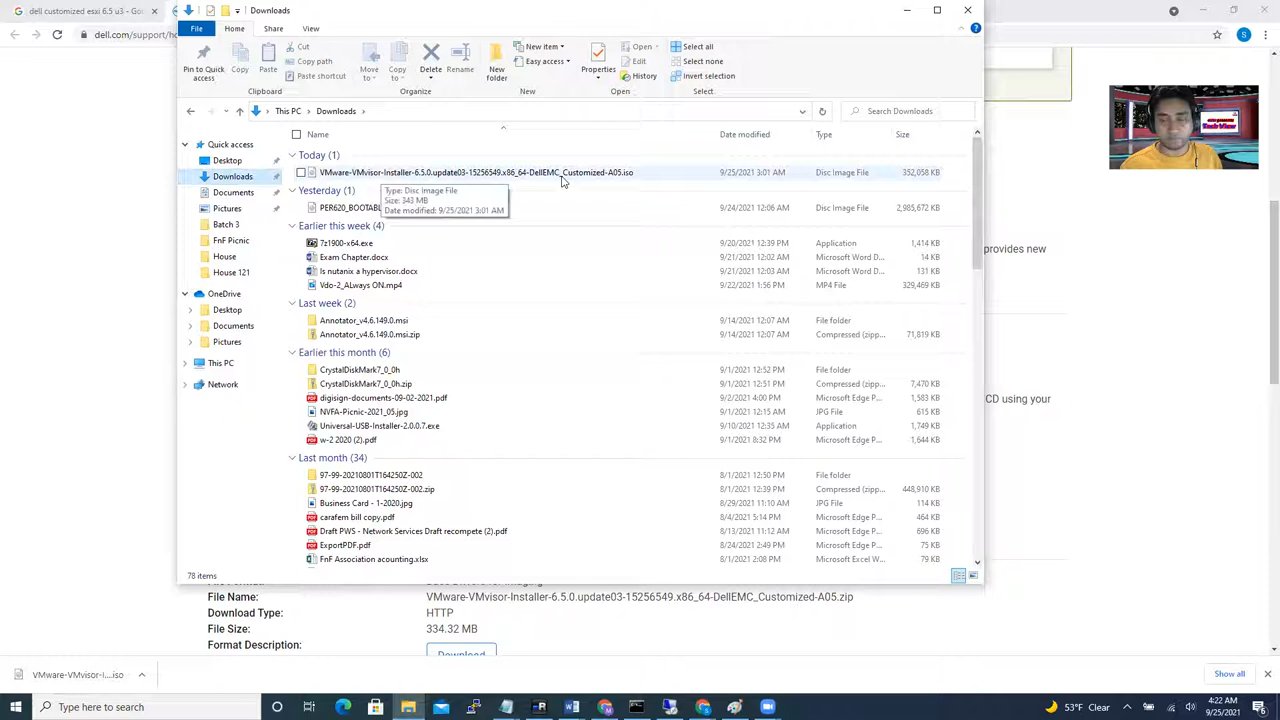 dell customized esxi 6.5 u3 - Go
Downloads
File
Home
Share
View
dell.com/support/ho
S
Pin to Quick access
Copy
Paste
Cut
Copy path
Paste shortcut
Move to
Copy to
Delete
Rename
New folder
New item
Easy access
Properties
Open
Edit
History
Select all
Select none
Invert selection
Clipboard
Organize
New
Open
Select
This PC
Downloads
Search Downloads
Name
Date modified
Type
Size
Quick access
Desktop
Downloads
Documents
Pictures
Batch 3
FnF Picnic
House
House 121
OneDrive
Desktop
Documents
Pictures
This PC
Network
Today (1)
VMware-VMvisor-Installer-6.5.0.update03-15256549.x86_64-DellEMC_Customized-A05.iso 9/25/2021 3:01 AM Disc Image File 352,058 KB
Type: Disc Image File
Size: 343 MB
Date modified: 9/25/2021 3:01 AM
Yesterday (1)
PER620_BOOTABL 9/24/2021 12:06 AM Disc Image File 2,985,672 KB
Earlier this week (4)
7z1900-x64.exe 9/20/2021 12:39 PM Application 1,414 KB
Exam Chapter.docx 9/21/2021 12:02 AM Microsoft Word D... 14 KB
Is nutanix a hypervisor.docx 9/21/2021 12:03 AM Microsoft Word D... 131 KB
Vdo-2_ALways ON.mp4 9/22/2021 1:56 PM MP4 File 329,469 KB
Last week (2)
Annotator_v4.6.149.0.msi 9/14/2021 12:07 AM File folder
Annotator_v4.6.149.0.msi.zip 9/14/2021 12:07 AM Compressed (zipp... 71,819 KB
Earlier this month (6)
CrystalDiskMark7_0_0h 9/1/2021 12:52 PM File folder
CrystalDiskMark7_0_0h.zip 9/1/2021 12:51 PM Compressed (zipp... 7,470 KB
digisign-documents-09-02-2021.pdf 9/2/2021 4:00 PM Microsoft Edge P... 1,583 KB
NVFA-Picnic-2021_05.jpg 9/1/2021 12:15 AM JPG File 615 KB
Universal-USB-Installer-2.0.0.7.exe 9/10/2021 12:35 AM Application 1,749 KB
w-2 2020 (2).pdf 9/1/2021 8:32 PM Microsoft Edge P... 1,644 KB
Last month (34)
97-99-20210801T164250Z-002 8/1/2021 12:50 PM File folder
97-99-20210801T164250Z-002.zip 8/1/2021 12:39 PM Compressed (zipp... 448,910 KB
Business Card - 1-2020.jpg 8/29/2021 11:10 AM JPG File 114 KB
carafem bill copy.pdf 8/4/2021 5:14 PM Microsoft Edge P... 464 KB
Draft PWS - Network Services Draft recompete (2).pdf 8/13/2021 11:12 AM Microsoft Edge P... 696 KB
ExportPDF.pdf 8/24/2021 2:49 PM Microsoft Edge P... 75 KB
FnF Association acounting.xlsx 8/1/2021 2:08 PM Microsoft Excel W... 79 KB
78 items
provides new
CD using your
File Name:
VMware-VMvisor-Installer-6.5.0.update03-15256549.x86_64-DellEMC_Customized-A05.zip
Download Type:
HTTP
File Size:
334.32 MB
Format Description:
Download
VMware-VMvisor-I....iso
Show all
Type here to search
68°F Clear
4:22 AM
9/25/2021
Tech View